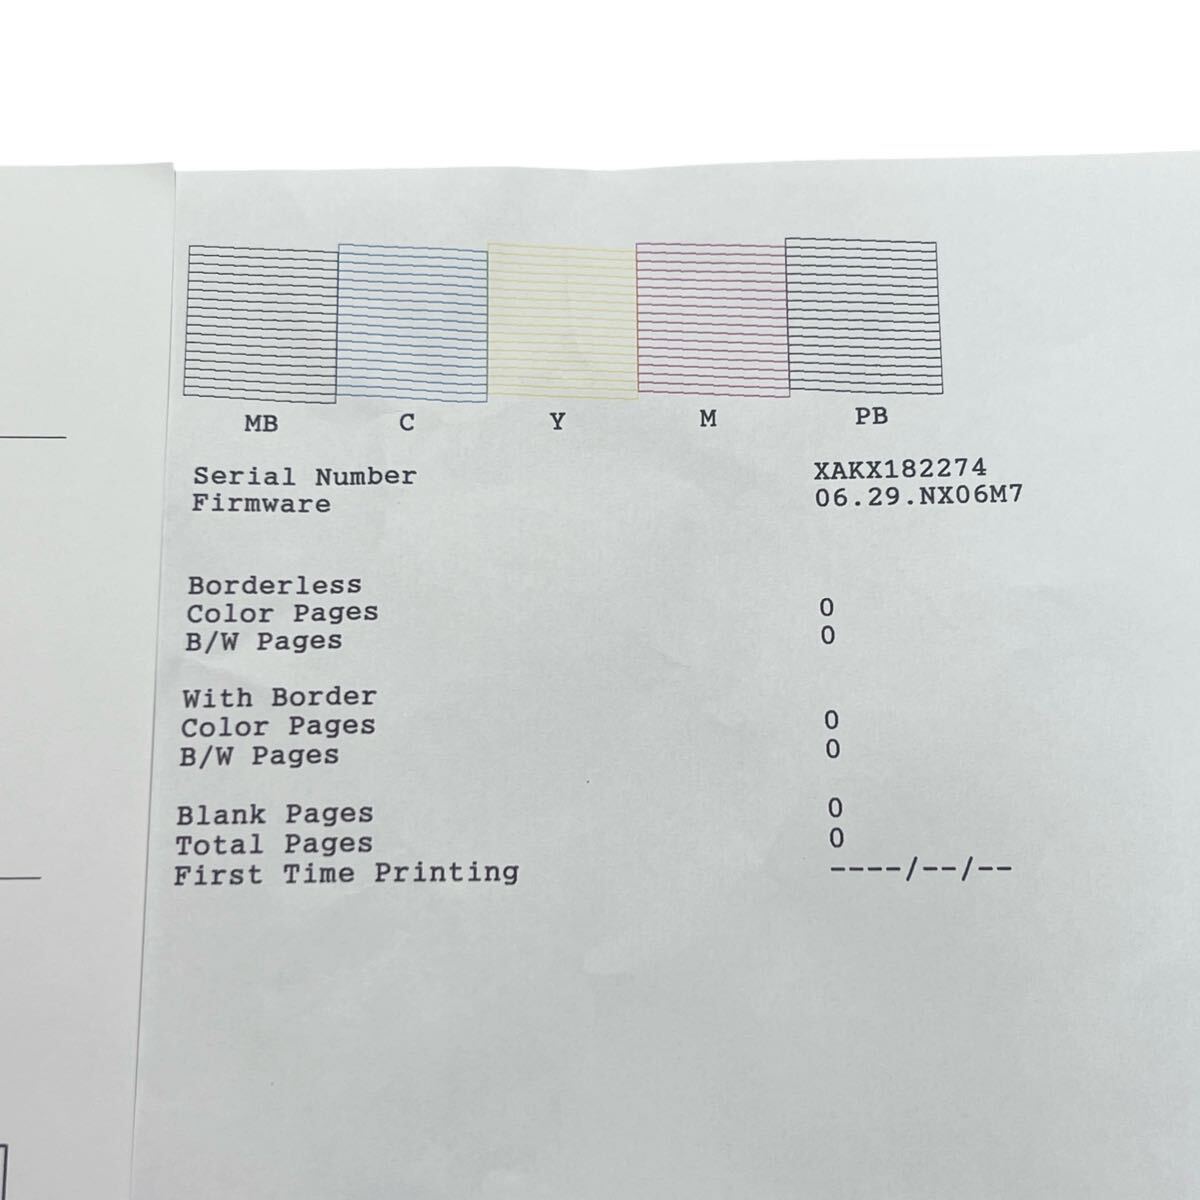 MB C Y M PB
Serial Number XAKX182274
Firmware 06.29.NX06M7
Borderless
Color Pages 0
B/W Pages 0
With Border
Color Pages 0
B/W Pages 0
Blank Pages 0
Total Pages 0
First Time Printing ----/--/--